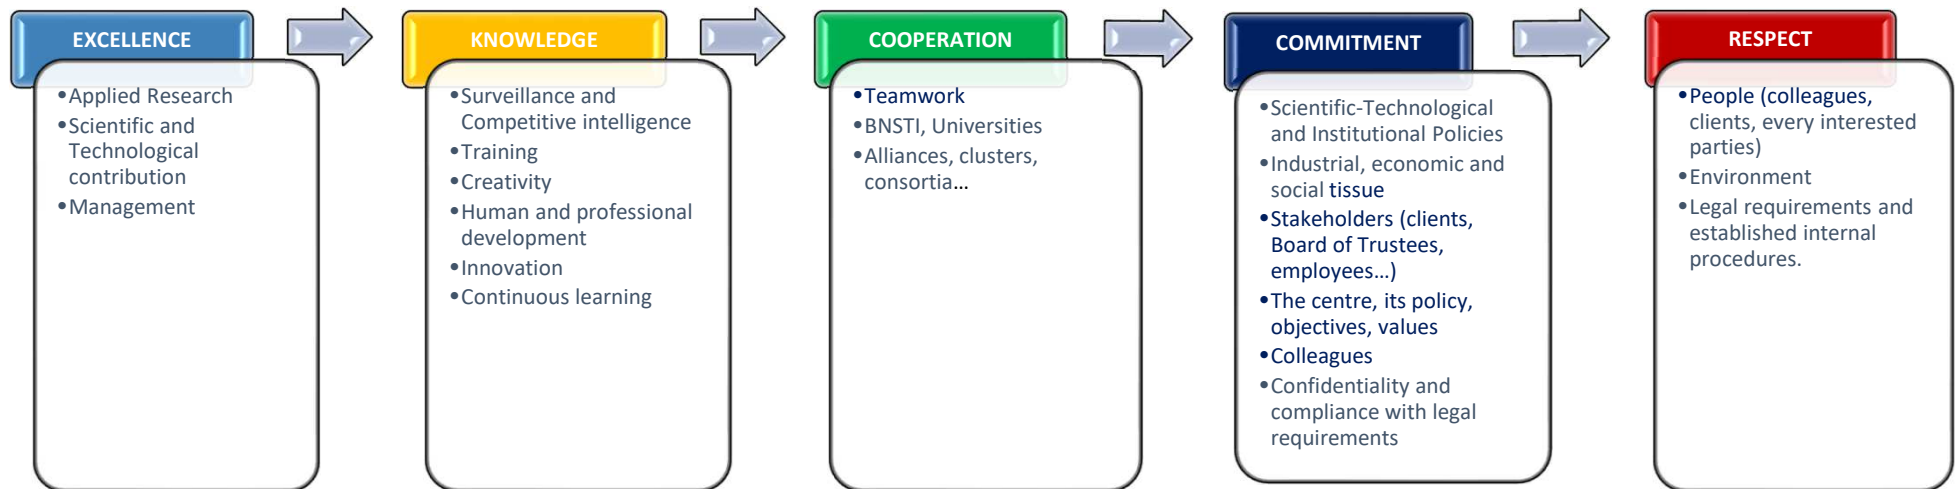 EXCELLENCE
•Applied Research
•Scientific and
Technological
contribution
•Management
KNOWLEDGE
•Surveillance and
Competitive intelligence
•Training
•Creativity
•Human and professional
development
•Innovation
•Continuous learning
COOPERATION
•Teamwork
•BNSTI, Universities
•Alliances, clusters,
consortia…
COMMITMENT
•Scientific-Technological
and Institutional Policies
•Industrial, economic and
social tissue
•Stakeholders (clients,
Board of Trustees,
employees…)
•The centre, its policy,
objectives, values
•Colleagues
•Confidentiality and
compliance with legal
requirements
RESPECT
•People (colleagues,
clients, every interested
parties)
•Environment
•Legal requirements and
established internal
procedures.